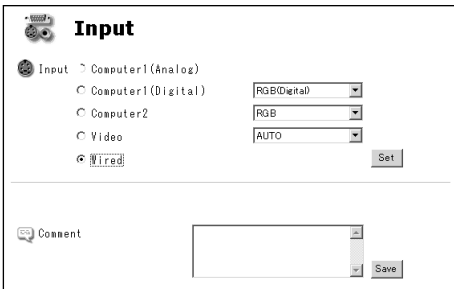 Input
Input Computer1(Analog)
Computer1(Digital) RGB(Digital)
Computer2 RGB
Video AUTO
Wired Set
Comment
Save